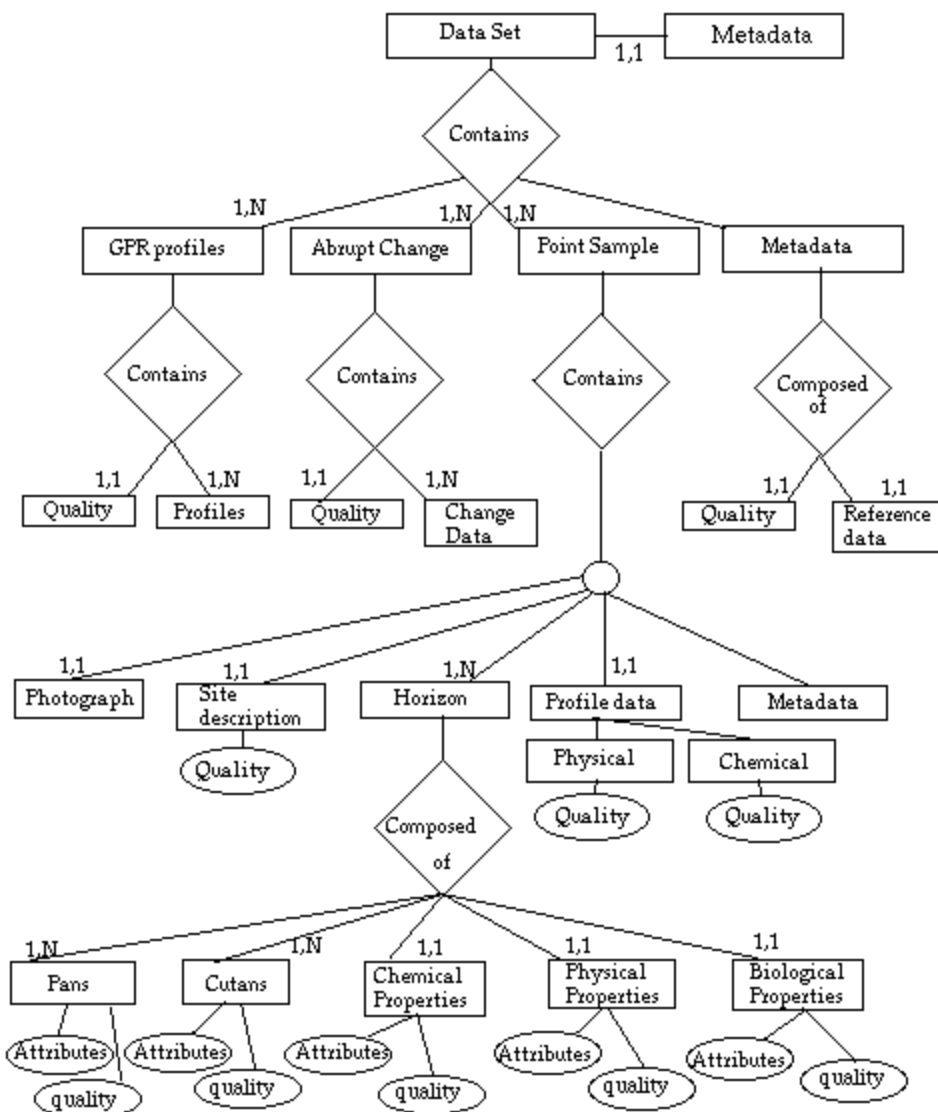 Data Set
Metadata
1,1
Contains
1,N
1,N
1,N
GPR profiles
Abrupt Change
Point Sample
Metadata
Contains
Contains
Contains
Composed
of
1,1
1,N
1,1
1,N
1,1
1,1
Quality
Profiles
Quality
Change
Data
Quality
Reference
data
1,1
1,1
1,N
1,1
Photograph
Site
description
Horizon
Profile data
Metadata
Quality
Physical
Chemical
Quality
Quality
Composed
of
1,N
1,N
1,1
1,1
1,1
Pans
Cutans
Chemical
Properties
Physical
Properties
Biological
Properties
Attributes
quality
Attributes
quality
Attributes
quality
Attributes
quality
Attributes
quality